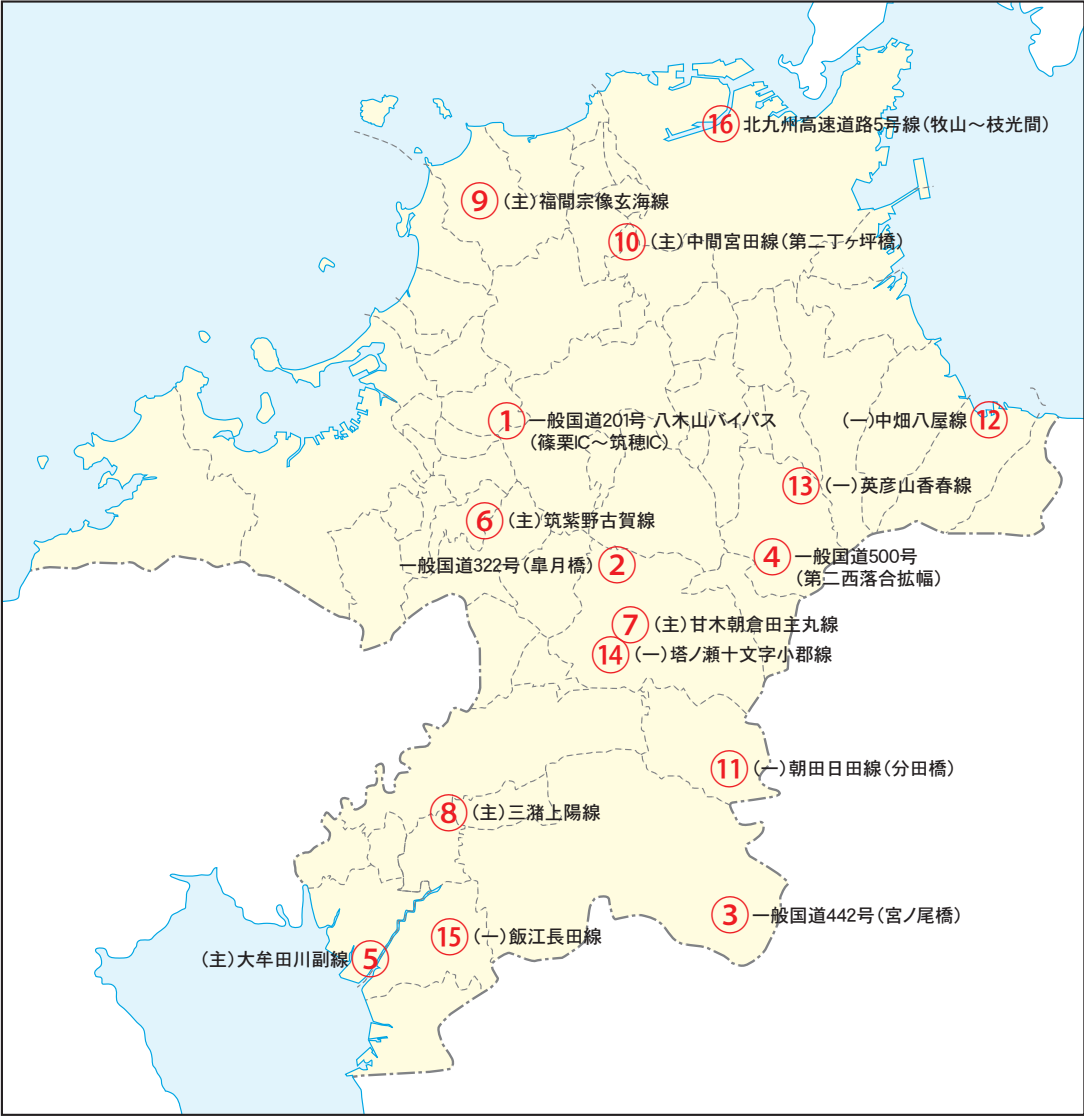 ⑯ 北九州高速道路5号線(牧山～枝光間)
⑨ (主)福間宗像玄海線
⑩ (主)中間宮田線(第二丁ヶ坪橋)
① 一般国道201号 八木山バイパス
(篠栗IC～筑穂IC)
(一)中畑八屋線 ⑫
⑬ (一)英彦山香春線
⑥ (主)筑紫野古賀線
一般国道322号(皐月橋) ②
④ 一般国道500号
(第二西落合拡幅)
⑦ (主)甘木朝倉田主丸線
⑭ (一)塔ノ瀬十文字小郡線
⑪ (一)朝田日田線(分田橋)
⑧ (主)三潴上陽線
③ 一般国道442号(宮ノ尾橋)
⑮ (一)飯江長田線
(主)大牟田川副線 ⑤